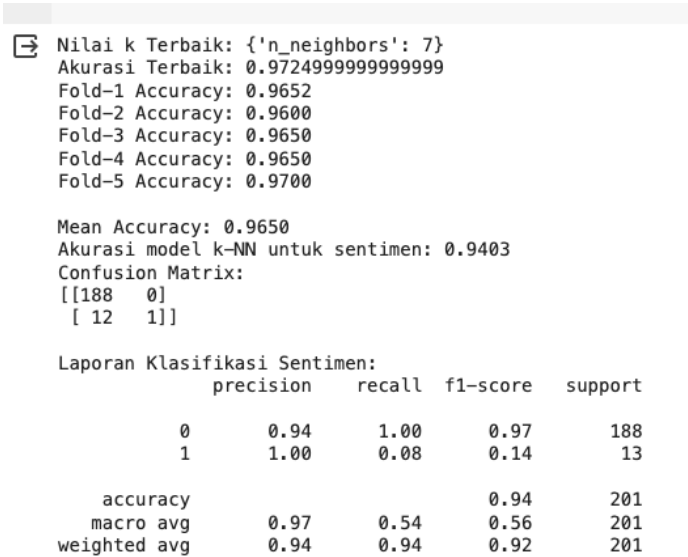 Nilai k Terbaik: {'n_neighbors': 7}
Akurasi Terbaik: 0.9724999999999999
Fold-1 Accuracy: 0.9652
Fold-2 Accuracy: 0.9600
Fold-3 Accuracy: 0.9650
Fold-4 Accuracy: 0.9650
Fold-5 Accuracy: 0.9700

Mean Accuracy: 0.9650
Akurasi model k-NN untuk sentimen: 0.9403
Confusion Matrix:
[[188   0]
 [ 12   1]]

Laporan Klasifikasi Sentimen:
              precision    recall  f1-score   support

           0       0.94      1.00      0.97       188
           1       1.00      0.08      0.14        13

    accuracy                           0.94       201
   macro avg       0.97      0.54      0.56       201
weighted avg       0.94      0.94      0.92       201